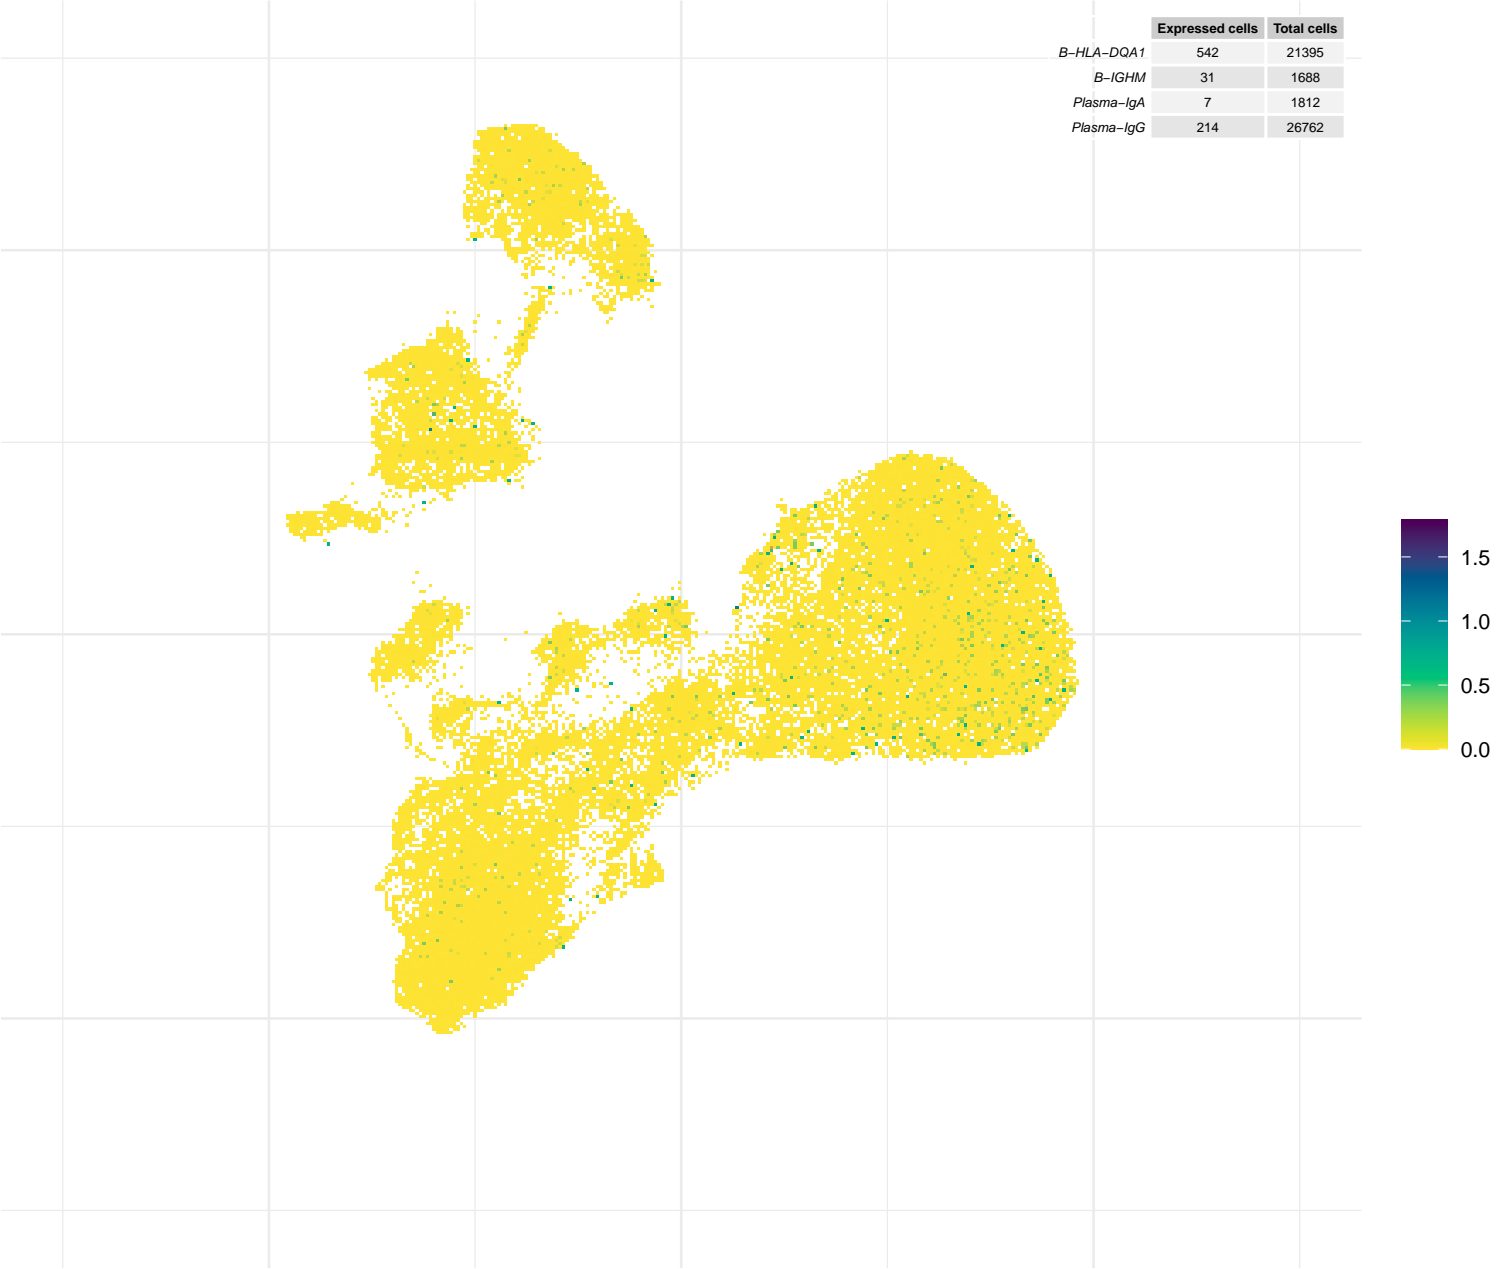 Expressed cells Total cells
B−HLA−DQA1 542 21395
B−IGHM 31 1688
Plasma−IgA 7 1812
Plasma−IgG 214 26762
1.5
1.0
0.5
0.0